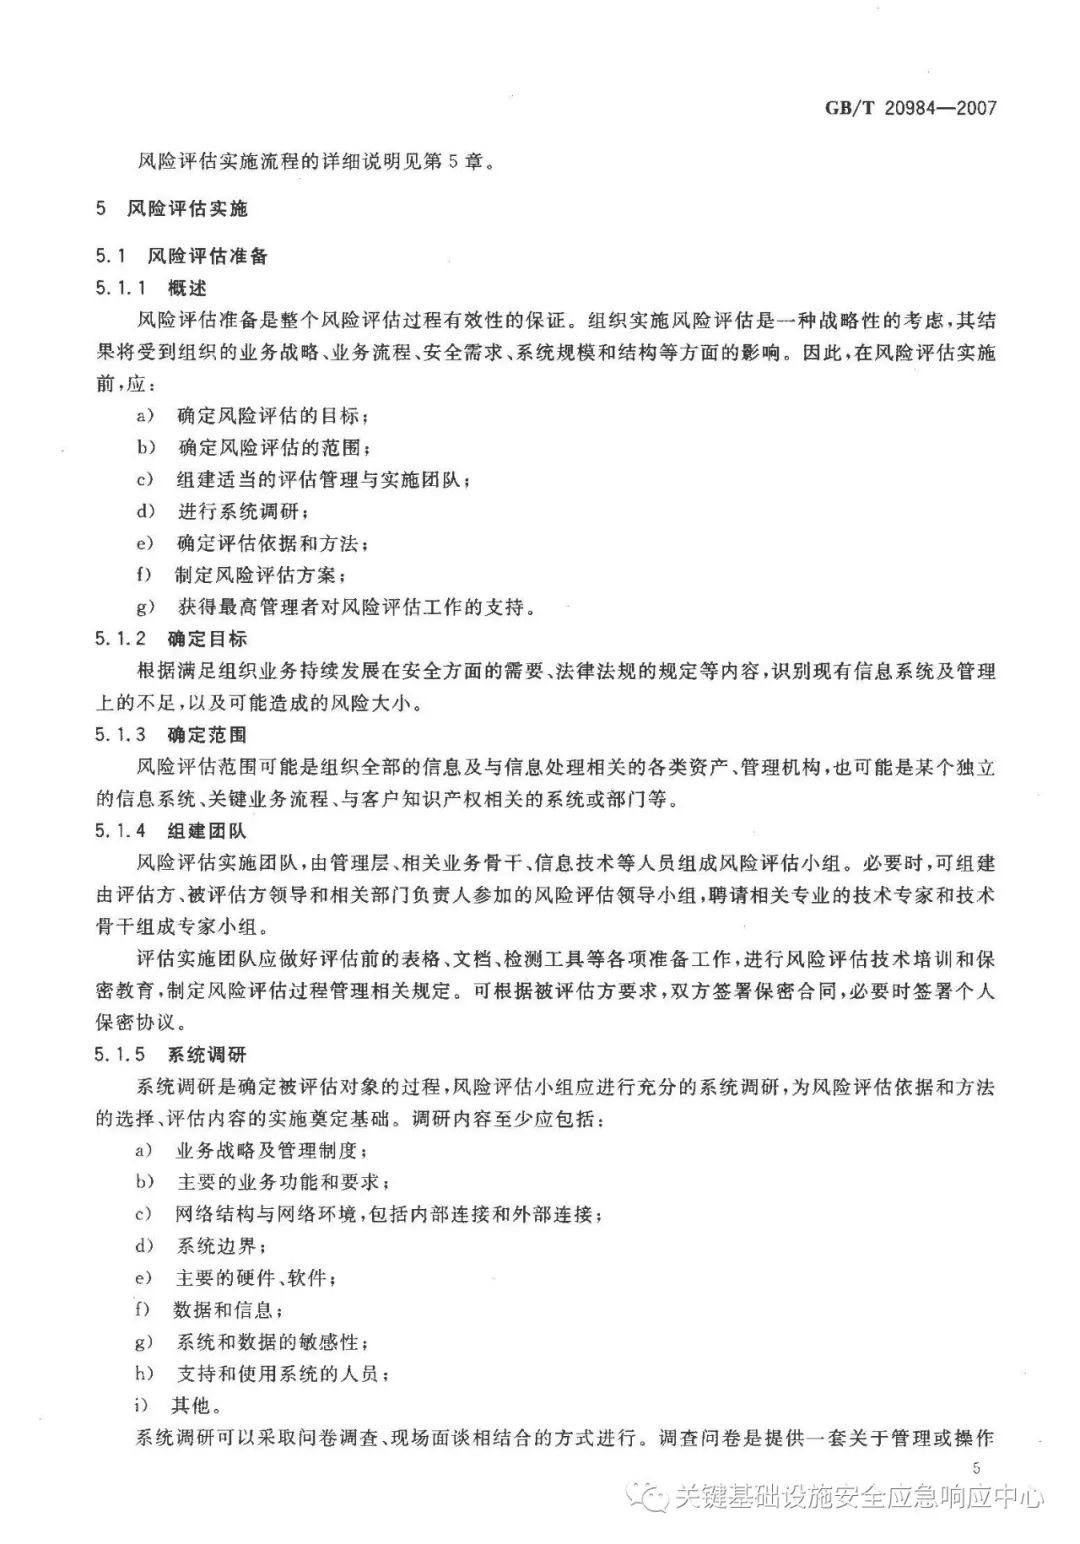 GB/T 20984—2007
风险评估实施流程的详细说明见第 5 章。
5 风险评估实施
5.1 风险评估准备
5.1.1 概述
风险评估准备是整个风险评估过程有效性的保证。组织实施风险评估是一种战略性的考虑,其结
果将受到组织的业务战略、业务流程、安全需求、系统规模和结构等方面的影响。因此,在风险评估实施
前,应:
a) 确定风险评估的目标;
b) 确定风险评估的范围;
c) 组建适当的评估管理与实施团队;
d) 进行系统调研;
e) 确定评估依据和方法;
f) 制定风险评估方案;
g) 获得最高管理者对风险评估工作的支持。
5.1.2 确定目标
根据满足组织业务持续发展在安全方面的需要、法律法规的规定等内容,识别现有信息系统及管理
上的不足,以及可能造成的风险大小。
5.1.3 确定范围
风险评估范围可能是组织全部的信息及与信息处理相关的各类资产、管理机构,也可能是某个独立
的信息系统、关键业务流程、与客户知识产权相关的系统或部门等。
5.1.4 组建团队
风险评估实施团队,由管理层、相关业务骨干、信息技术等人员组成风险评估小组。必要时,可组建
由评估方、被评估方领导和相关部门负责人参加的风险评估领导小组,聘请相关专业的技术专家和技术
骨干组成专家小组。
评估实施团队应做好评估前的表格、文档、检测工具等各项准备工作,进行风险评估技术培训和保
密教育,制定风险评估过程管理相关规定。可根据被评估方要求,双方签署保密合同,必要时签署个人
保密协议。
5.1.5 系统调研
系统调研是确定被评估对象的过程,风险评估小组应进行充分的系统调研,为风险评估依据和方法
的选择、评估内容的实施奠定基础。调研内容至少应包括:
a) 业务战略及管理制度;
b) 主要的业务功能和要求;
c) 网络结构与网络环境,包括内部连接和外部连接;
d) 系统边界;
e) 主要的硬件、软件;
f) 数据和信息;
g) 系统和数据的敏感性;
h) 支持和使用系统的人员;
i) 其他。
系统调研可以采取问卷调查、现场面谈相结合的方式进行。调查问卷是提供一套关于管理或操作
5
关键基础设施安全应急响应中心